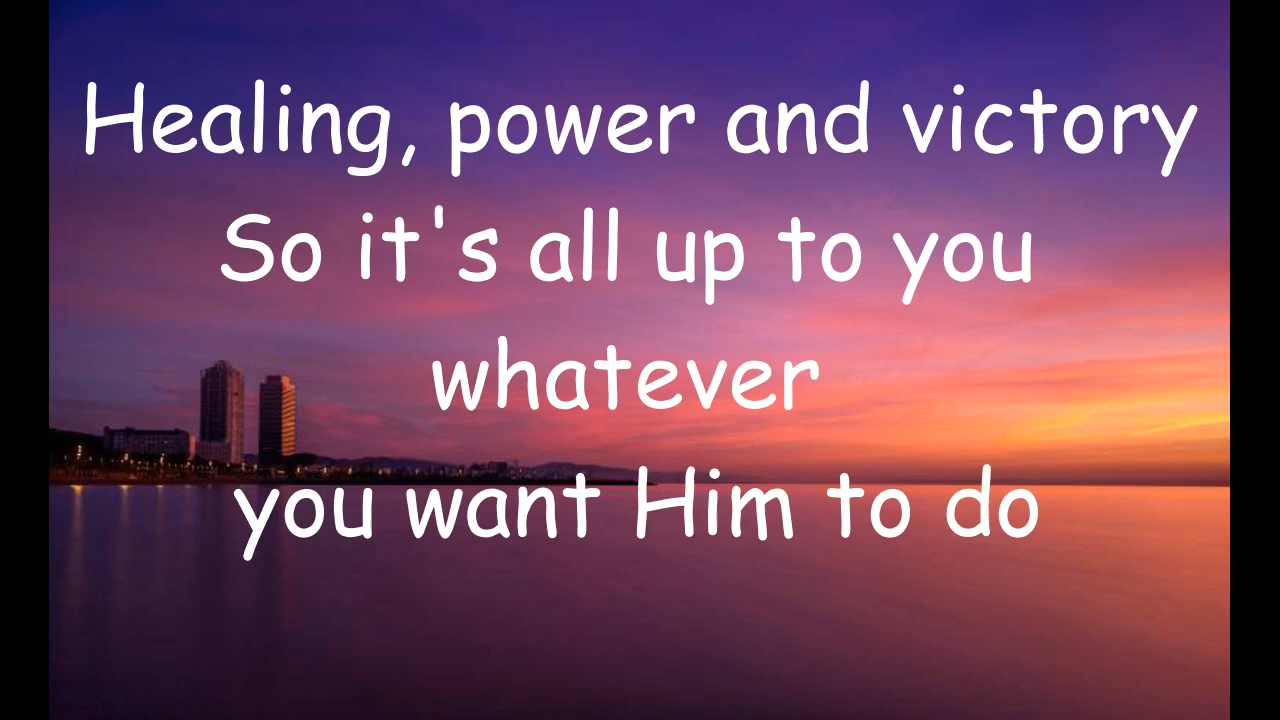 Healing, power and victory
So it's all up to you
whatever
you want Him to do